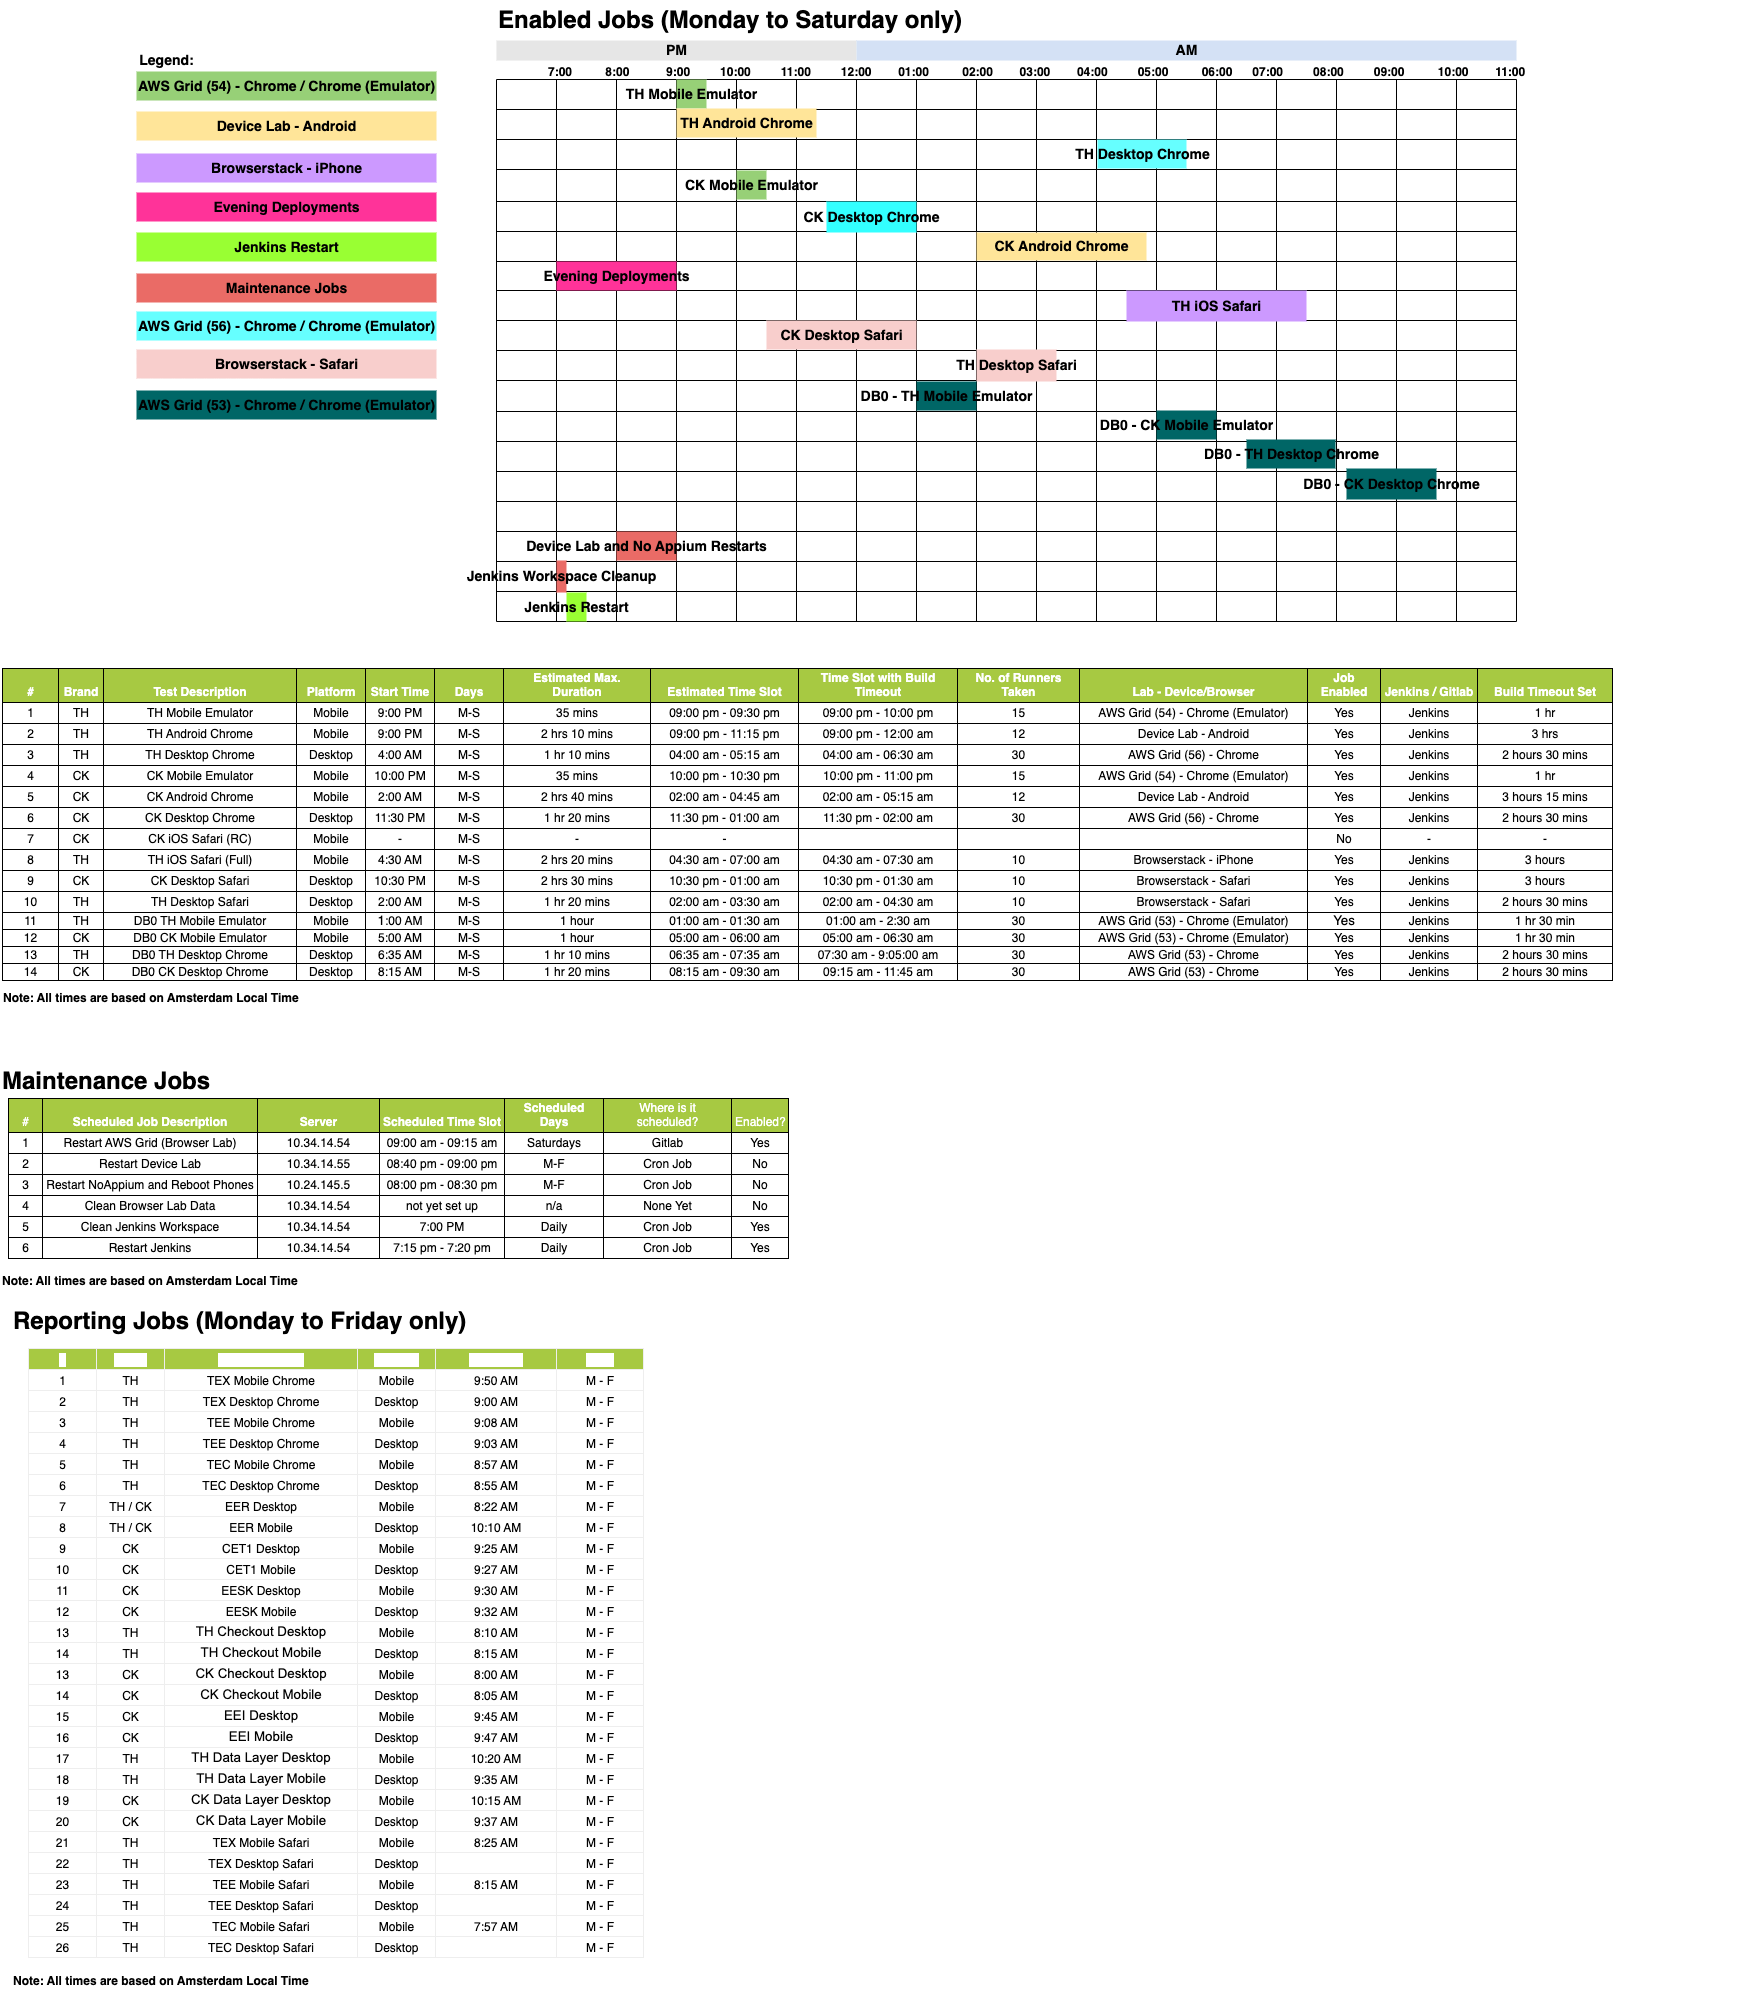 Enabled Jobs (Monday to Saturday only)
PM AM
Legend:
7:00 8:00 9:00 10:00 11:00 12:00 01:00 02:00 03:00 04:00 05:00 06:00 07:00 08:00 09:00 10:00 11:00
AWS Grid (54) - Chrome / Chrome (Emulator)
Device Lab - Android
Browserstack - iPhone
Evening Deployments
Jenkins Restart
Maintenance Jobs
AWS Grid (56) - Chrome / Chrome (Emulator)
Browserstack - Safari
AWS Grid (53) - Chrome / Chrome (Emulator)
TH Mobile Emulator
TH Android Chrome
TH Desktop Chrome
CK Mobile Emulator
CK Desktop Chrome
CK Android Chrome
Evening Deployments
TH iOS Safari
CK Desktop Safari
TH Desktop Safari
DB0 - TH Mobile Emulator
DB0 - CK Mobile Emulator
DB0 - TH Desktop Chrome
DB0 - CK Desktop Chrome
Device Lab and No Appium Restarts
Jenkins Workspace Cleanup
Jenkins Restart
# Brand Test Description Platform Start Time Days Estimated Max. Duration Estimated Time Slot Time Slot with Build Timeout No. of Runners Taken Lab - Device/Browser Job Enabled Jenkins / Gitlab Build Timeout Set
1 TH TH Mobile Emulator Mobile 9:00 PM M-S 35 mins 09:00 pm - 09:30 pm 09:00 pm - 10:00 pm 15 AWS Grid (54) - Chrome (Emulator) Yes Jenkins 1 hr
2 TH TH Android Chrome Mobile 9:00 PM M-S 2 hrs 10 mins 09:00 pm - 11:15 pm 09:00 pm - 12:00 am 12 Device Lab - Android Yes Jenkins 3 hrs
3 TH TH Desktop Chrome Desktop 4:00 AM M-S 1 hr 10 mins 04:00 am - 05:15 am 04:00 am - 06:30 am 30 AWS Grid (56) - Chrome Yes Jenkins 2 hours 30 mins
4 CK CK Mobile Emulator Mobile 10:00 PM M-S 35 mins 10:00 pm - 10:30 pm 10:00 pm - 11:00 pm 15 AWS Grid (54) - Chrome (Emulator) Yes Jenkins 1 hr
5 CK CK Android Chrome Mobile 2:00 AM M-S 2 hrs 40 mins 02:00 am - 04:45 am 02:00 am - 05:15 am 12 Device Lab - Android Yes Jenkins 3 hours 15 mins
6 CK CK Desktop Chrome Desktop 11:30 PM M-S 1 hr 20 mins 11:30 pm - 01:00 am 11:30 pm - 02:00 am 30 AWS Grid (56) - Chrome Yes Jenkins 2 hours 30 mins
7 CK CK iOS Safari (RC) Mobile - M-S - - No - -
8 TH TH iOS Safari (Full) Mobile 4:30 AM M-S 2 hrs 20 mins 04:30 am - 07:00 am 04:30 am - 07:30 am 10 Browserstack - iPhone Yes Jenkins 3 hours
9 CK CK Desktop Safari Desktop 10:30 PM M-S 2 hrs 30 mins 10:30 pm - 01:00 am 10:30 pm - 01:30 am 10 Browserstack - Safari Yes Jenkins 3 hours
10 TH TH Desktop Safari Desktop 2:00 AM M-S 1 hr 20 mins 02:00 am - 03:30 am 02:00 am - 04:30 am 10 Browserstack - Safari Yes Jenkins 2 hours 30 mins
11 TH DB0 TH Mobile Emulator Mobile 1:00 AM M-S 1 hour 01:00 am - 01:30 am 01:00 am - 2:30 am 30 AWS Grid (53) - Chrome (Emulator) Yes Jenkins 1 hr 30 min
12 CK DB0 CK Mobile Emulator Mobile 5:00 AM M-S 1 hour 05:00 am - 06:00 am 05:00 am - 06:30 am 30 AWS Grid (53) - Chrome (Emulator) Yes Jenkins 1 hr 30 min
13 TH DB0 TH Desktop Chrome Desktop 6:35 AM M-S 1 hr 10 mins 06:35 am - 07:35 am 07:30 am - 9:05:00 am 30 AWS Grid (53) - Chrome Yes Jenkins 2 hours 30 mins
14 CK DB0 CK Desktop Chrome Desktop 8:15 AM M-S 1 hr 20 mins 08:15 am - 09:30 am 09:15 am - 11:45 am 30 AWS Grid (53) - Chrome Yes Jenkins 2 hours 30 mins
Note: All times are based on Amsterdam Local Time
Maintenance Jobs
# Scheduled Job Description Server Scheduled Time Slot Scheduled Days Where is it scheduled? Enabled?
1 Restart AWS Grid (Browser Lab) 10.34.14.54 09:00 am - 09:15 am Saturdays Gitlab Yes
2 Restart Device Lab 10.34.14.55 08:40 pm - 09:00 pm M-F Cron Job No
3 Restart NoAppium and Reboot Phones 10.24.145.5 08:00 pm - 08:30 pm M-F Cron Job No
4 Clean Browser Lab Data 10.34.14.54 not yet set up n/a None Yet No
5 Clean Jenkins Workspace 10.34.14.54 7:00 PM Daily Cron Job Yes
6 Restart Jenkins 10.34.14.54 7:15 pm - 7:20 pm Daily Cron Job Yes
Note: All times are based on Amsterdam Local Time
Reporting Jobs (Monday to Friday only)
1 TH TEX Mobile Chrome Mobile 9:50 AM M - F
2 TH TEX Desktop Chrome Desktop 9:00 AM M - F
3 TH TEE Mobile Chrome Mobile 9:08 AM M - F
4 TH TEE Desktop Chrome Desktop 9:03 AM M - F
5 TH TEC Mobile Chrome Mobile 8:57 AM M - F
6 TH TEC Desktop Chrome Desktop 8:55 AM M - F
7 TH / CK EER Desktop Mobile 8:22 AM M - F
8 TH / CK EER Mobile Desktop 10:10 AM M - F
9 CK CET1 Desktop Mobile 9:25 AM M - F
10 CK CET1 Mobile Desktop 9:27 AM M - F
11 CK EESK Desktop Mobile 9:30 AM M - F
12 CK EESK Mobile Desktop 9:32 AM M - F
13 TH TH Checkout Desktop Mobile 8:10 AM M - F
14 TH TH Checkout Mobile Desktop 8:15 AM M - F
13 CK CK Checkout Desktop Mobile 8:00 AM M - F
14 CK CK Checkout Mobile Desktop 8:05 AM M - F
15 CK EEI Desktop Mobile 9:45 AM M - F
16 CK EEI Mobile Desktop 9:47 AM M - F
17 TH TH Data Layer Desktop Mobile 10:20 AM M - F
18 TH TH Data Layer Mobile Desktop 9:35 AM M - F
19 CK CK Data Layer Desktop Mobile 10:15 AM M - F
20 CK CK Data Layer Mobile Desktop 9:37 AM M - F
21 TH TEX Mobile Safari Mobile 8:25 AM M - F
22 TH TEX Desktop Safari Desktop M - F
23 TH TEE Mobile Safari Mobile 8:15 AM M - F
24 TH TEE Desktop Safari Desktop M - F
25 TH TEC Mobile Safari Mobile 7:57 AM M - F
26 TH TEC Desktop Safari Desktop M - F
Note: All times are based on Amsterdam Local Time